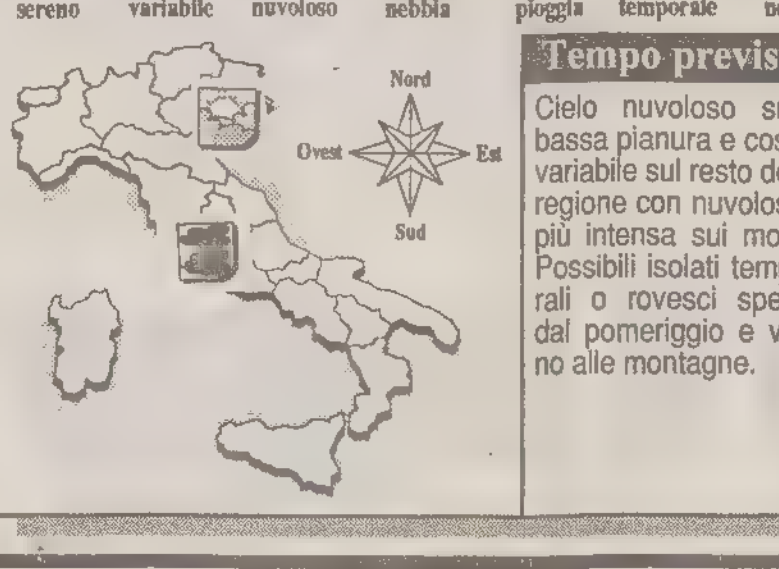 sereno variabile nuvoloso nebbia pioggia temporale
Nord
Ovest Est
Sud
Tempo previs
Cielo nuvoloso s
bassa pianura e cos
variabile sul resto d
regione con nuvolos
più intensa sui mo
Possibili isolati tem
rali o rovesci spe
dal pomeriggio e v
no alle montagne.